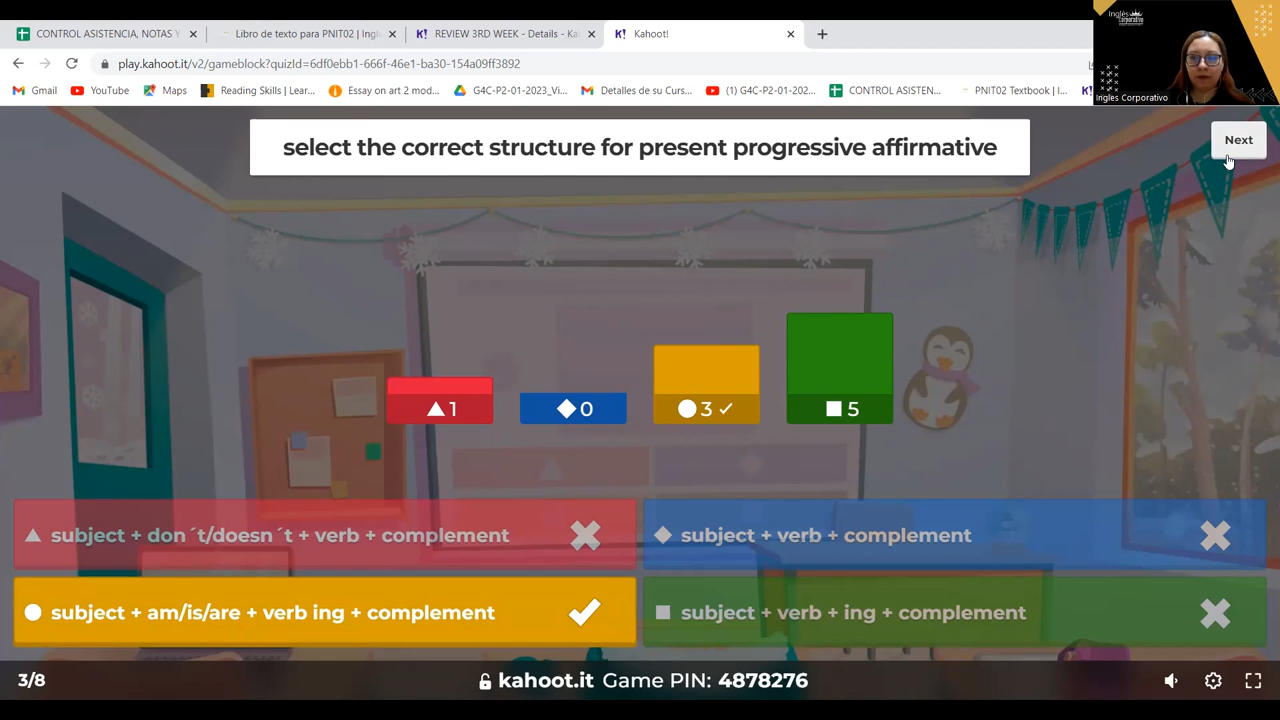 CONTROL ASISTENCIA, NOTAS Y
Libro de texto para PNIT02 | Ingl
REVIEW 3RD WEEK - Details - Ka
Kahoot!
play.kahoot.it/v2/gameblock?quizId=6df0ebb1-666f-46e1-ba30-154a09ff3892
Gmail
YouTube
Maps
Reading Skills | Lear...
Essay on art 2 mod...
G4C-P2-01-2023_Vi...
Detalles de su Curs...
(1) G4C-P2-01-202...
CONTROL ASISTEN...
PNIT02 Textbook | I...
Inglés
Corporativo
Ingles Corporativo
select the correct structure for present progressive affirmative
Next
1
0
3
5
subject + don´t/doesn´t + verb + complement
subject + verb + complement
subject + am/is/are + verb ing + complement
subject + verb + ing + complement
3/8
kahoot.it Game PIN: 4878276